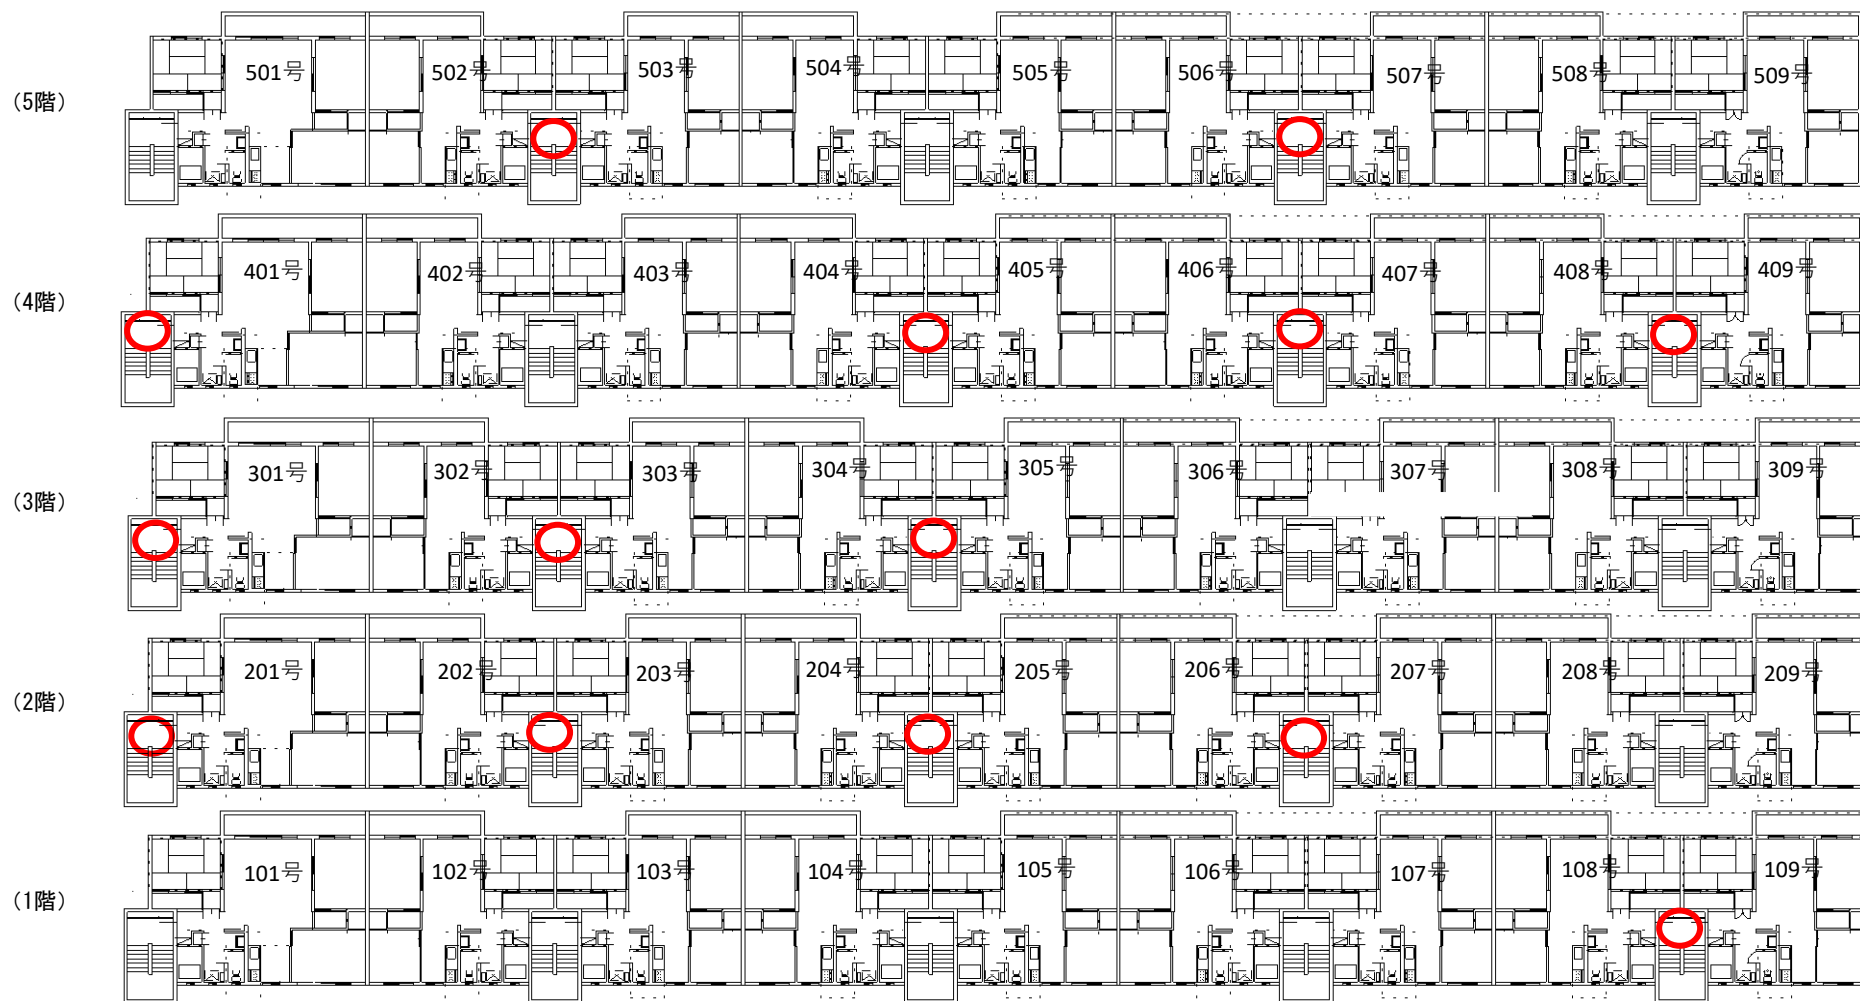 501号 502号 503号 504号 505号 506号 507号 508号 509号
(5階)
401号 402号 403号 404号 405号 406号 407号 408号 409号
(4階)
301号 302号 303号 304号 305号 306号 307号 308号 309号
(3階)
201号 202号 203号 204号 205号 206号 207号 208号 209号
(2階)
101号 102号 103号 104号 105号 106号 107号 108号 109号
(1階)